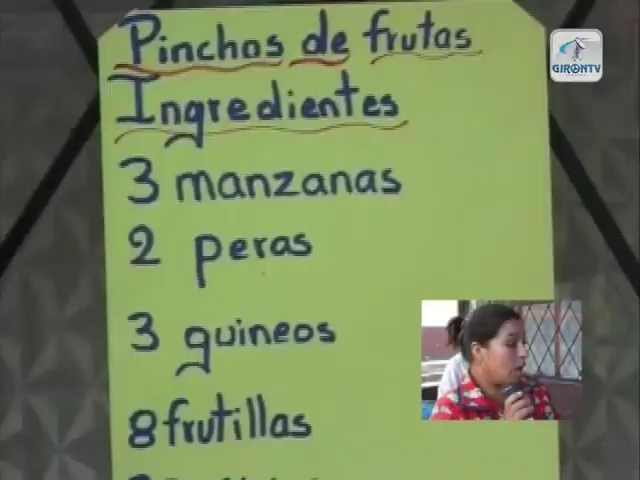 Pinchos de frutas
Ingredientes
3 manzanas
2 peras
3 guineos
8 frutillas
GIRONTV